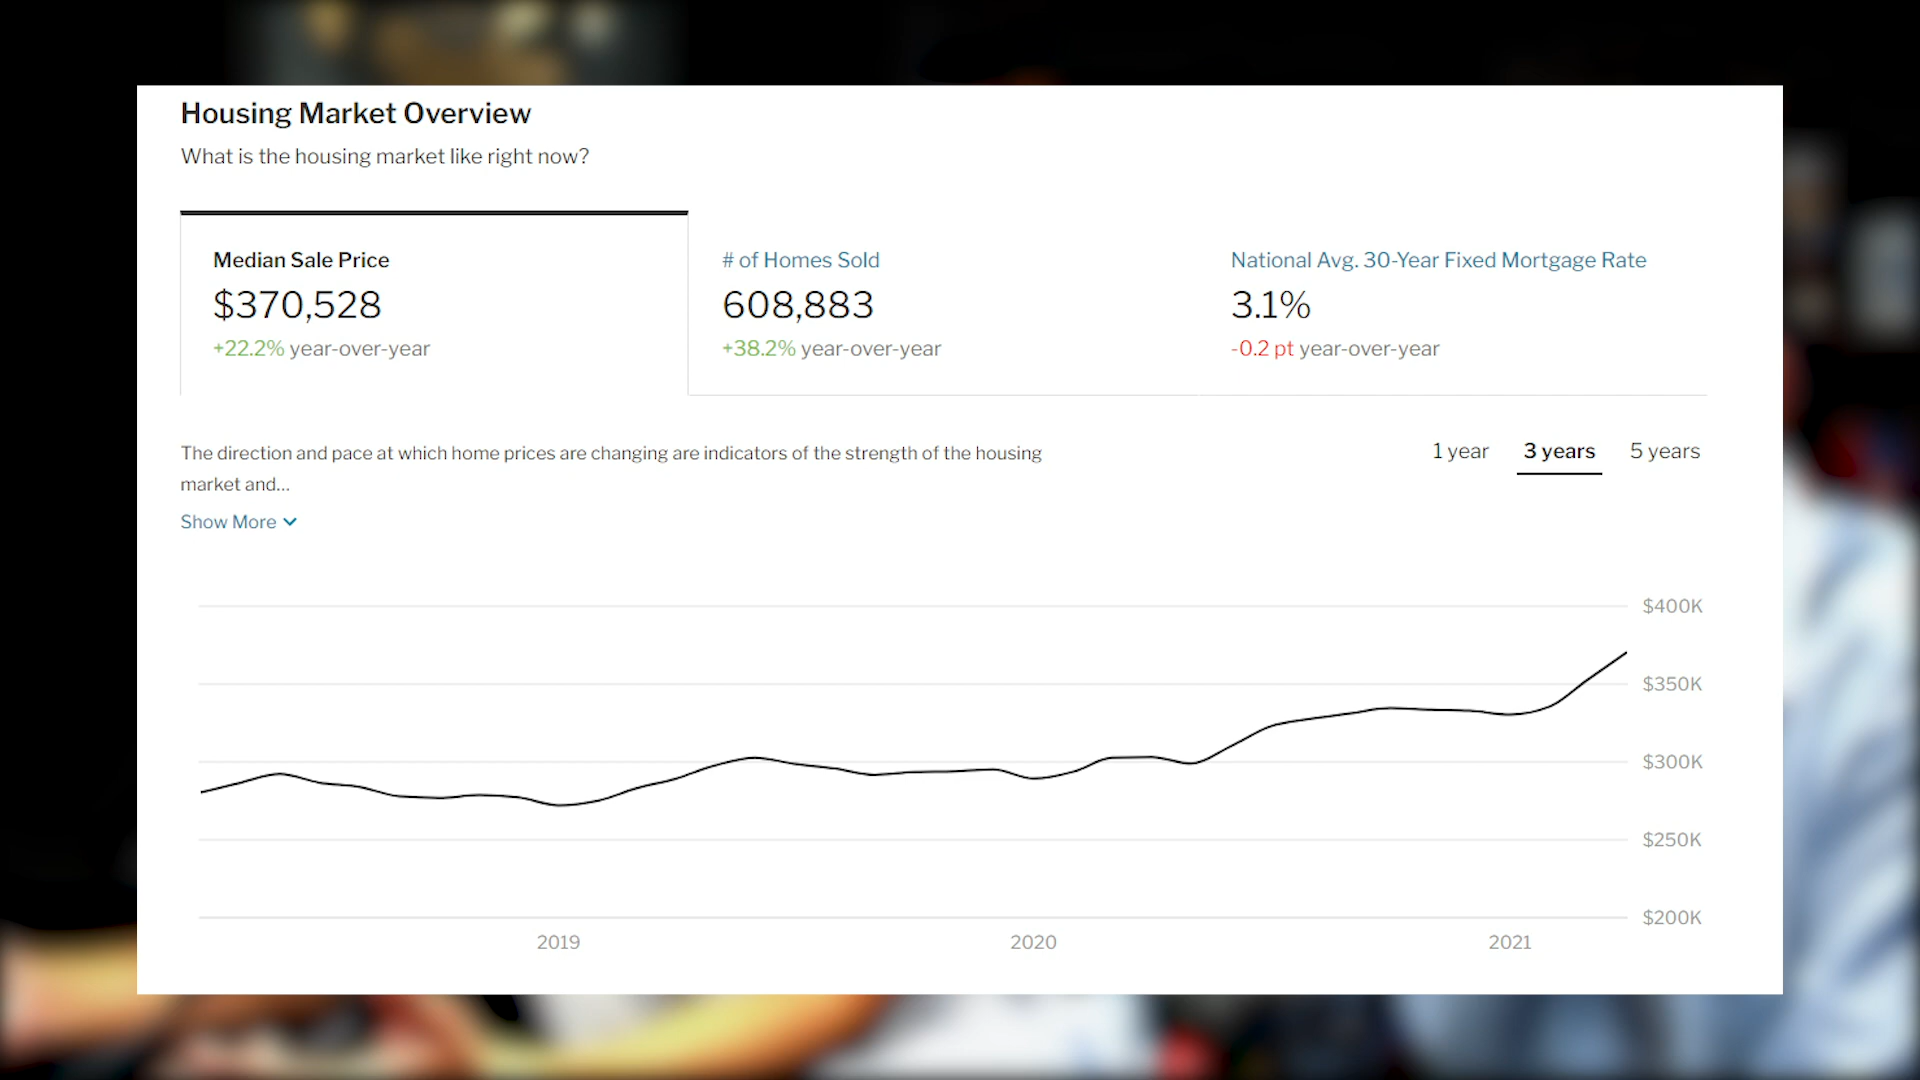 Housing Market Overview
What is the housing market like right now?
Median Sale Price
$370,528
+22.2% year-over-year
# of Homes Sold
608,883
+38.2% year-over-year
National Avg. 30-Year Fixed Mortgage Rate
3.1%
-0.2 pt year-over-year
The direction and pace at which home prices are changing are indicators of the strength of the housing
market and...
Show More
1 year 3 years 5 years
$400K
$350K
$300K
$250K
$200K
2019 2020 2021